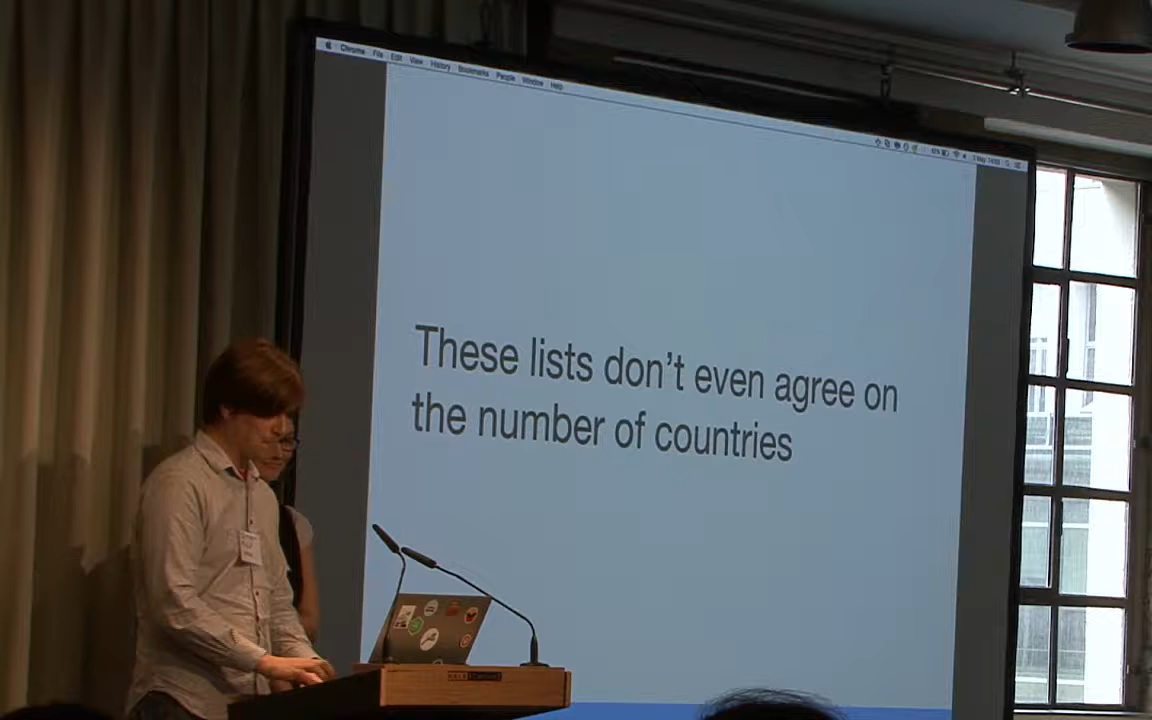 Chrome File Edit View History Bookmarks People Window Help
These lists don't even agree on
the number of countries